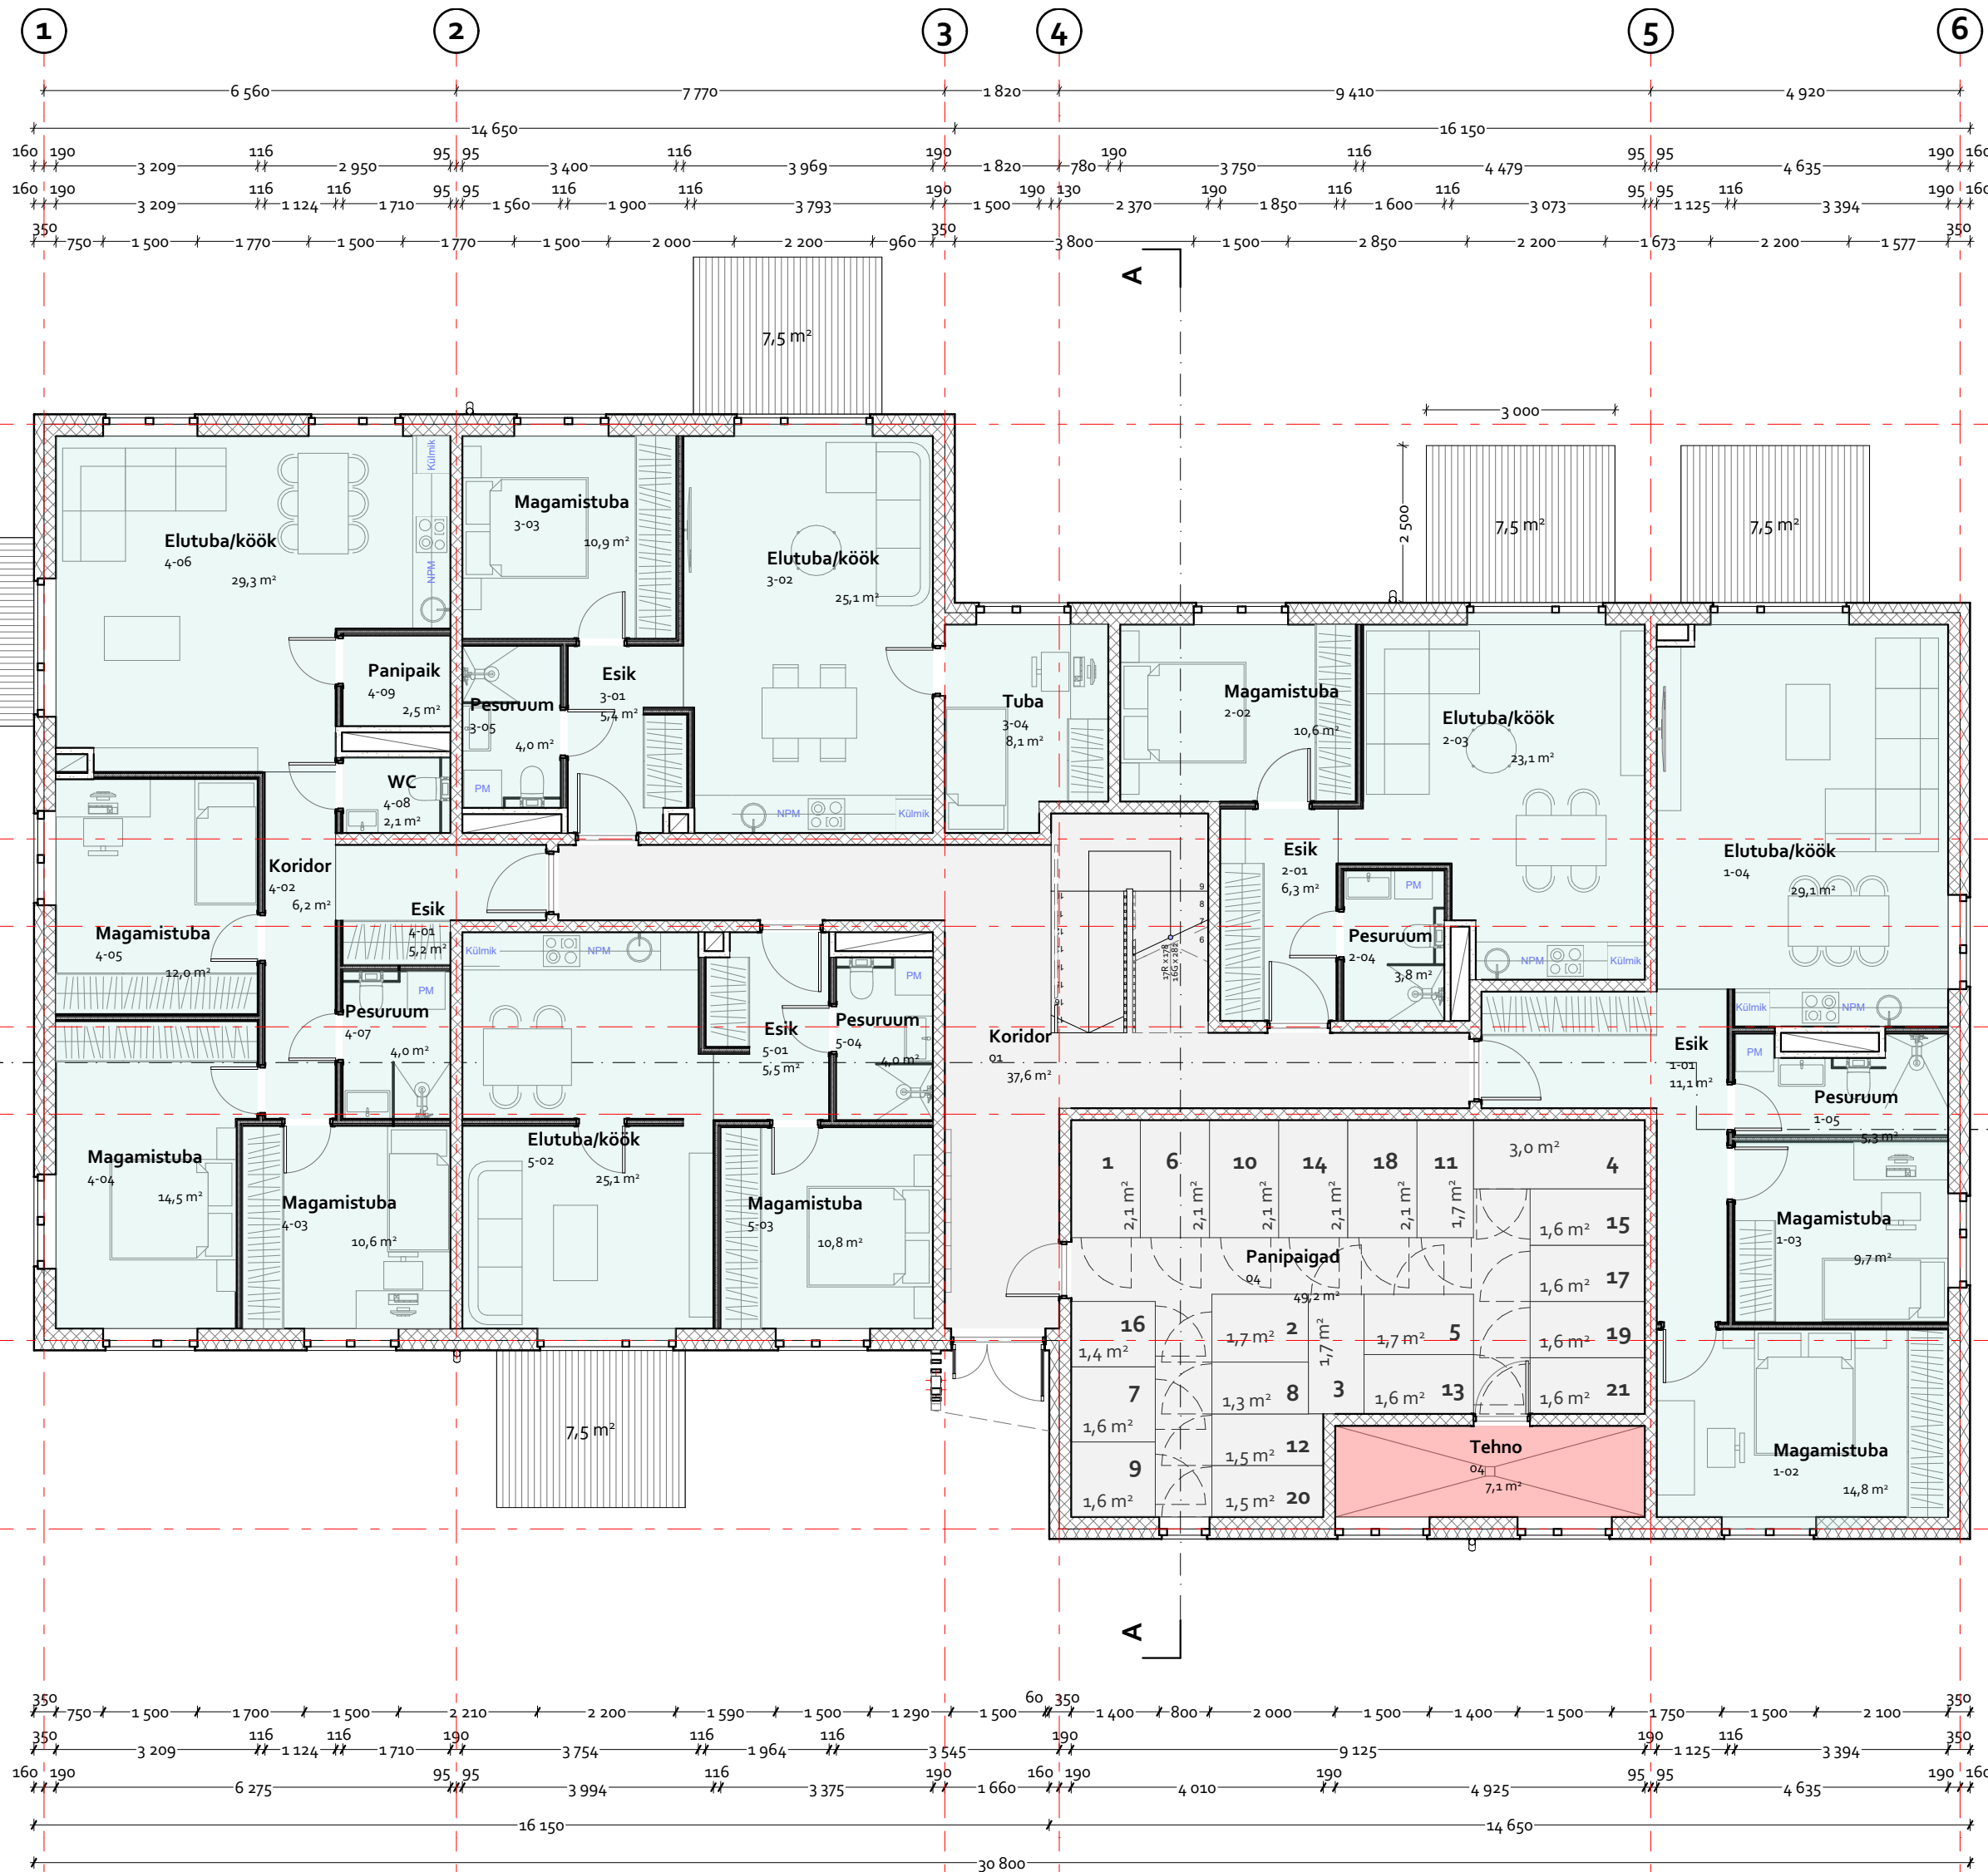 1 2 3 4 5 6
6 560 7 770 1 820 9 410 4 920
14 650 16 150
160 190 3 209 116 2 950 95 95 3 400 116 3 969 190 1 820 780 190 3 750 116 4 479 95 95 4 635 190 160
160 190 3 209 116 1 124 116 1 710 95 95 1 560 116 1 900 116 3 793 190 1 500 190 130 2 370 190 1 850 116 1 600 116 3 073 95 95 1 125 116 3 394 190 160
350 750 1 500 1 770 1 500 1 770 1 500 2 000 2 200 960 350 3 800 1 500 2 850 2 200 1 673 2 200 1 577 350
A
7,5 m²
3 000
2 500
7,5 m²
7,5 m²
Elutuba/köök
4-06
29,3 m²
Külmik
NPM
Magamistuba
3-03
10,9 m²
Elutuba/köök
3-02
25,1 m²
Panipaik
4-09
2,5 m²
Pesuruum
3-05
4,0 m²
PM
Esik
3-01
5,4 m²
NPM
Külmik
Tuba
3-04
8,1 m²
Magamistuba
2-02
10,6 m²
Elutuba/köök
2-03
23,1 m²
NPM
Külmik
Elutuba/köök
1-04
29,1 m²
Külmik
NPM
WC
4-08
2,1 m²
Koridor
4-02
6,2 m²
Esik
4-01
5,2 m²
Magamistuba
4-05
12,0 m²
Pesuruum
4-07
4,0 m²
PM
Külmik
NPM
Esik
5-01
5,5 m²
Pesuruum
5-04
4,0 m²
PM
Koridor
01
37,6 m²
17R x 178
16G x 282
9
8
7
6
Esik
2-01
6,3 m²
Pesuruum
2-04
3,8 m²
PM
Esik
1-01
11,1 m²
PM
Pesuruum
1-05
5,3 m²
Magamistuba
4-04
14,5 m²
Magamistuba
4-03
10,6 m²
Elutuba/köök
5-02
25,1 m²
Magamistuba
5-03
10,8 m²
Magamistuba
1-03
9,7 m²
Magamistuba
1-02
14,8 m²
1
2,1 m²
6
2,1 m²
10
2,1 m²
14
2,1 m²
18
2,1 m²
11
1,7 m²
3,0 m²
4
1,6 m²
15
1,6 m²
17
1,6 m²
19
1,6 m²
21
Panipaigad
04
49,2 m²
16
1,4 m²
7
1,6 m²
9
1,6 m²
1,7 m²
2
1,3 m²
8
1,7 m²
3
1,7 m²
5
1,6 m²
13
1,5 m²
12
1,5 m²
20
Tehno
04
7,1 m²
7,5 m²
A
350 750 1 500 1 700 1 500 2 210 2 200 1 590 1 500 1 290 1 500 60 350 1 400 800 2 000 1 500 1 400 1 500 1 750 1 500 2 100 350
350 3 209 116 1 124 116 1 710 190 3 754 116 1 964 116 3 545 190 9 125 190 1 125 116 3 394 350
160 190 6 275 95 95 3 994 116 3 375 190 1 660 160 190 4 010 190 4 925 95 95 4 635 190 160
16 150 14 650
30 800